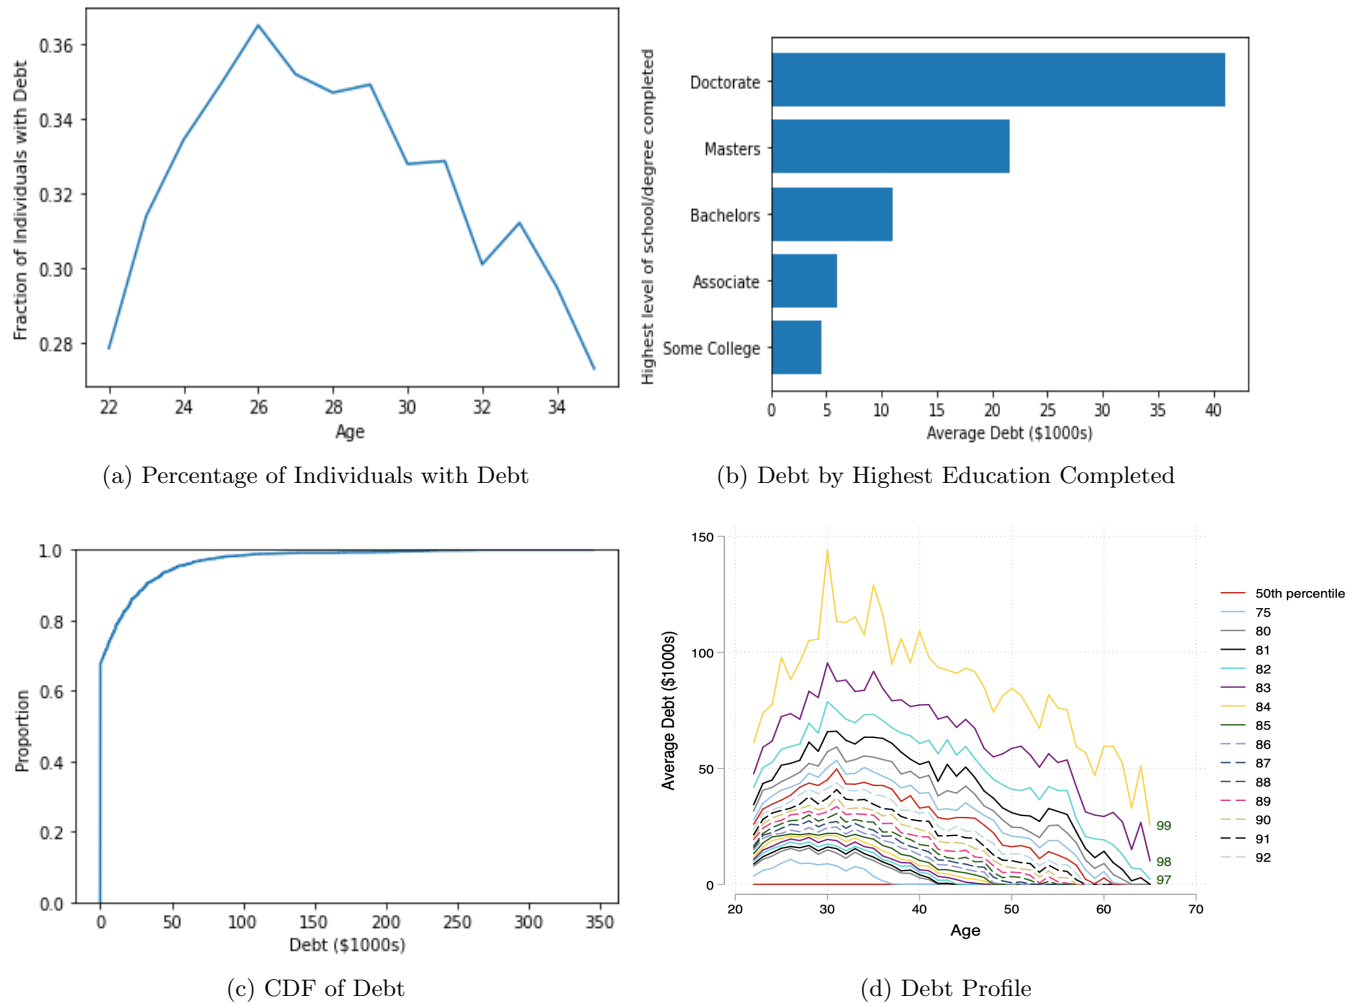 0.36
0.34
0.32
0.30
0.28
22 24 26 28 30 32 34
Age
Fraction of Individuals with Debt
(a) Percentage of Individuals with Debt
Highest level of school/degree completed
Doctorate
Masters
Bachelors
Associate
Some College
0 5 10 15 20 25 30 35 40
Average Debt ($1000s)
(b) Debt by Highest Education Completed
1.0
0.8
0.6
0.4
0.2
0.0
Proportion
0 50 100 150 200 250 300 350
Debt ($1000s)
(c) CDF of Debt
150
100
50
0
Average Debt ($1000s)
20 30 40 50 60 70
Age
99
98
97
50th percentile
75
80
81
82
83
84
85
86
87
88
89
90
91
92
(d) Debt Profile